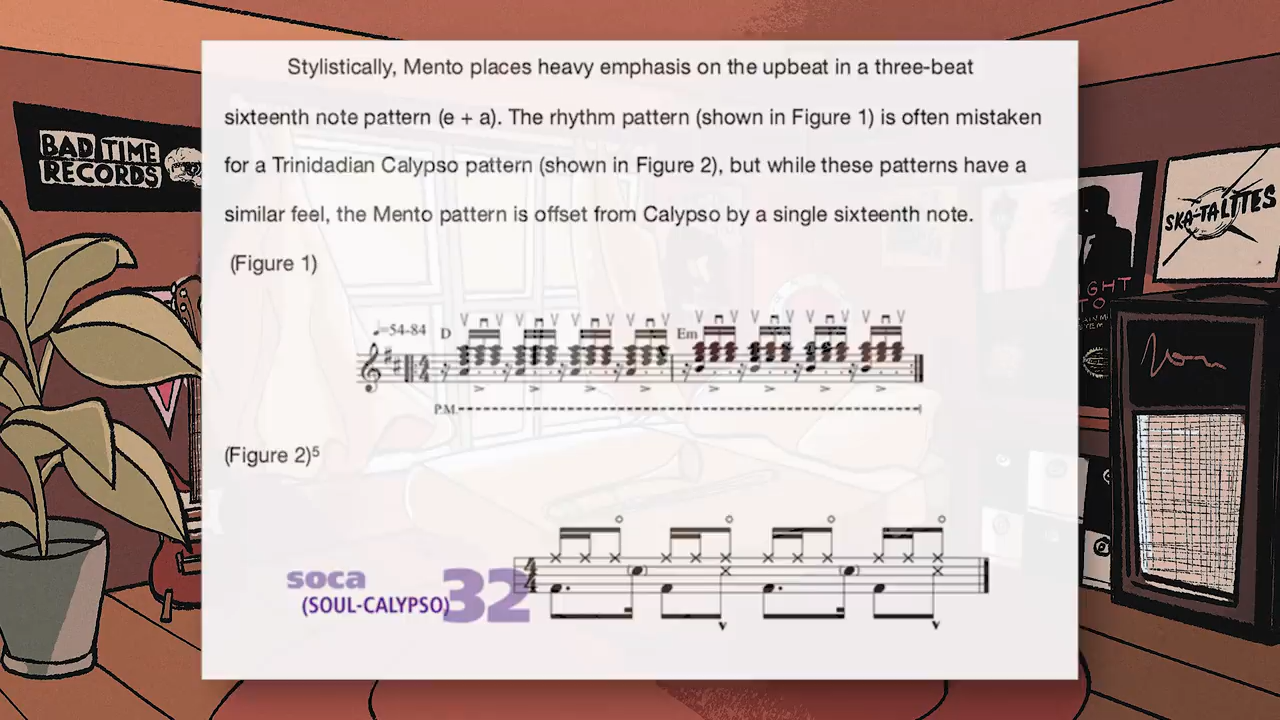 Stylistically, Mento places heavy emphasis on the upbeat in a three-beat
sixteenth note pattern (e + a). The rhythm pattern (shown in Figure 1) is often mistaken
for a Trinidadian Calypso pattern (shown in Figure 2), but while these patterns have a
similar feel, the Mento pattern is offset from Calypso by a single sixteenth note.
(Figure 1)
♩=54-84 D Em
P.M.
(Figure 2)⁵
soca
(SOUL-CALYPSO)
32
BAD TIME
RECORDS
SKA-TALITES